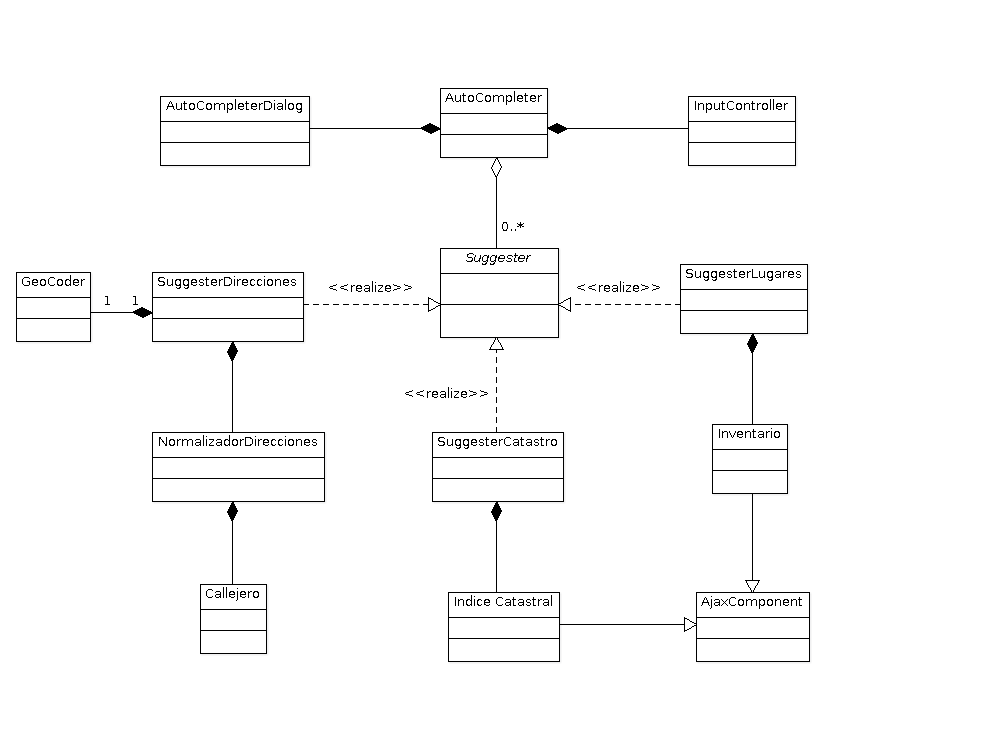 AutoCompleterDialog
AutoCompleter
InputController
0..*
GeoCoder
1
1
SuggesterDirecciones
<<realize>>
Suggester
<<realize>>
SuggesterLugares
<<realize>>
NormalizadorDirecciones
SuggesterCatastro
Inventario
Callejero
Indice Catastral
AjaxComponent